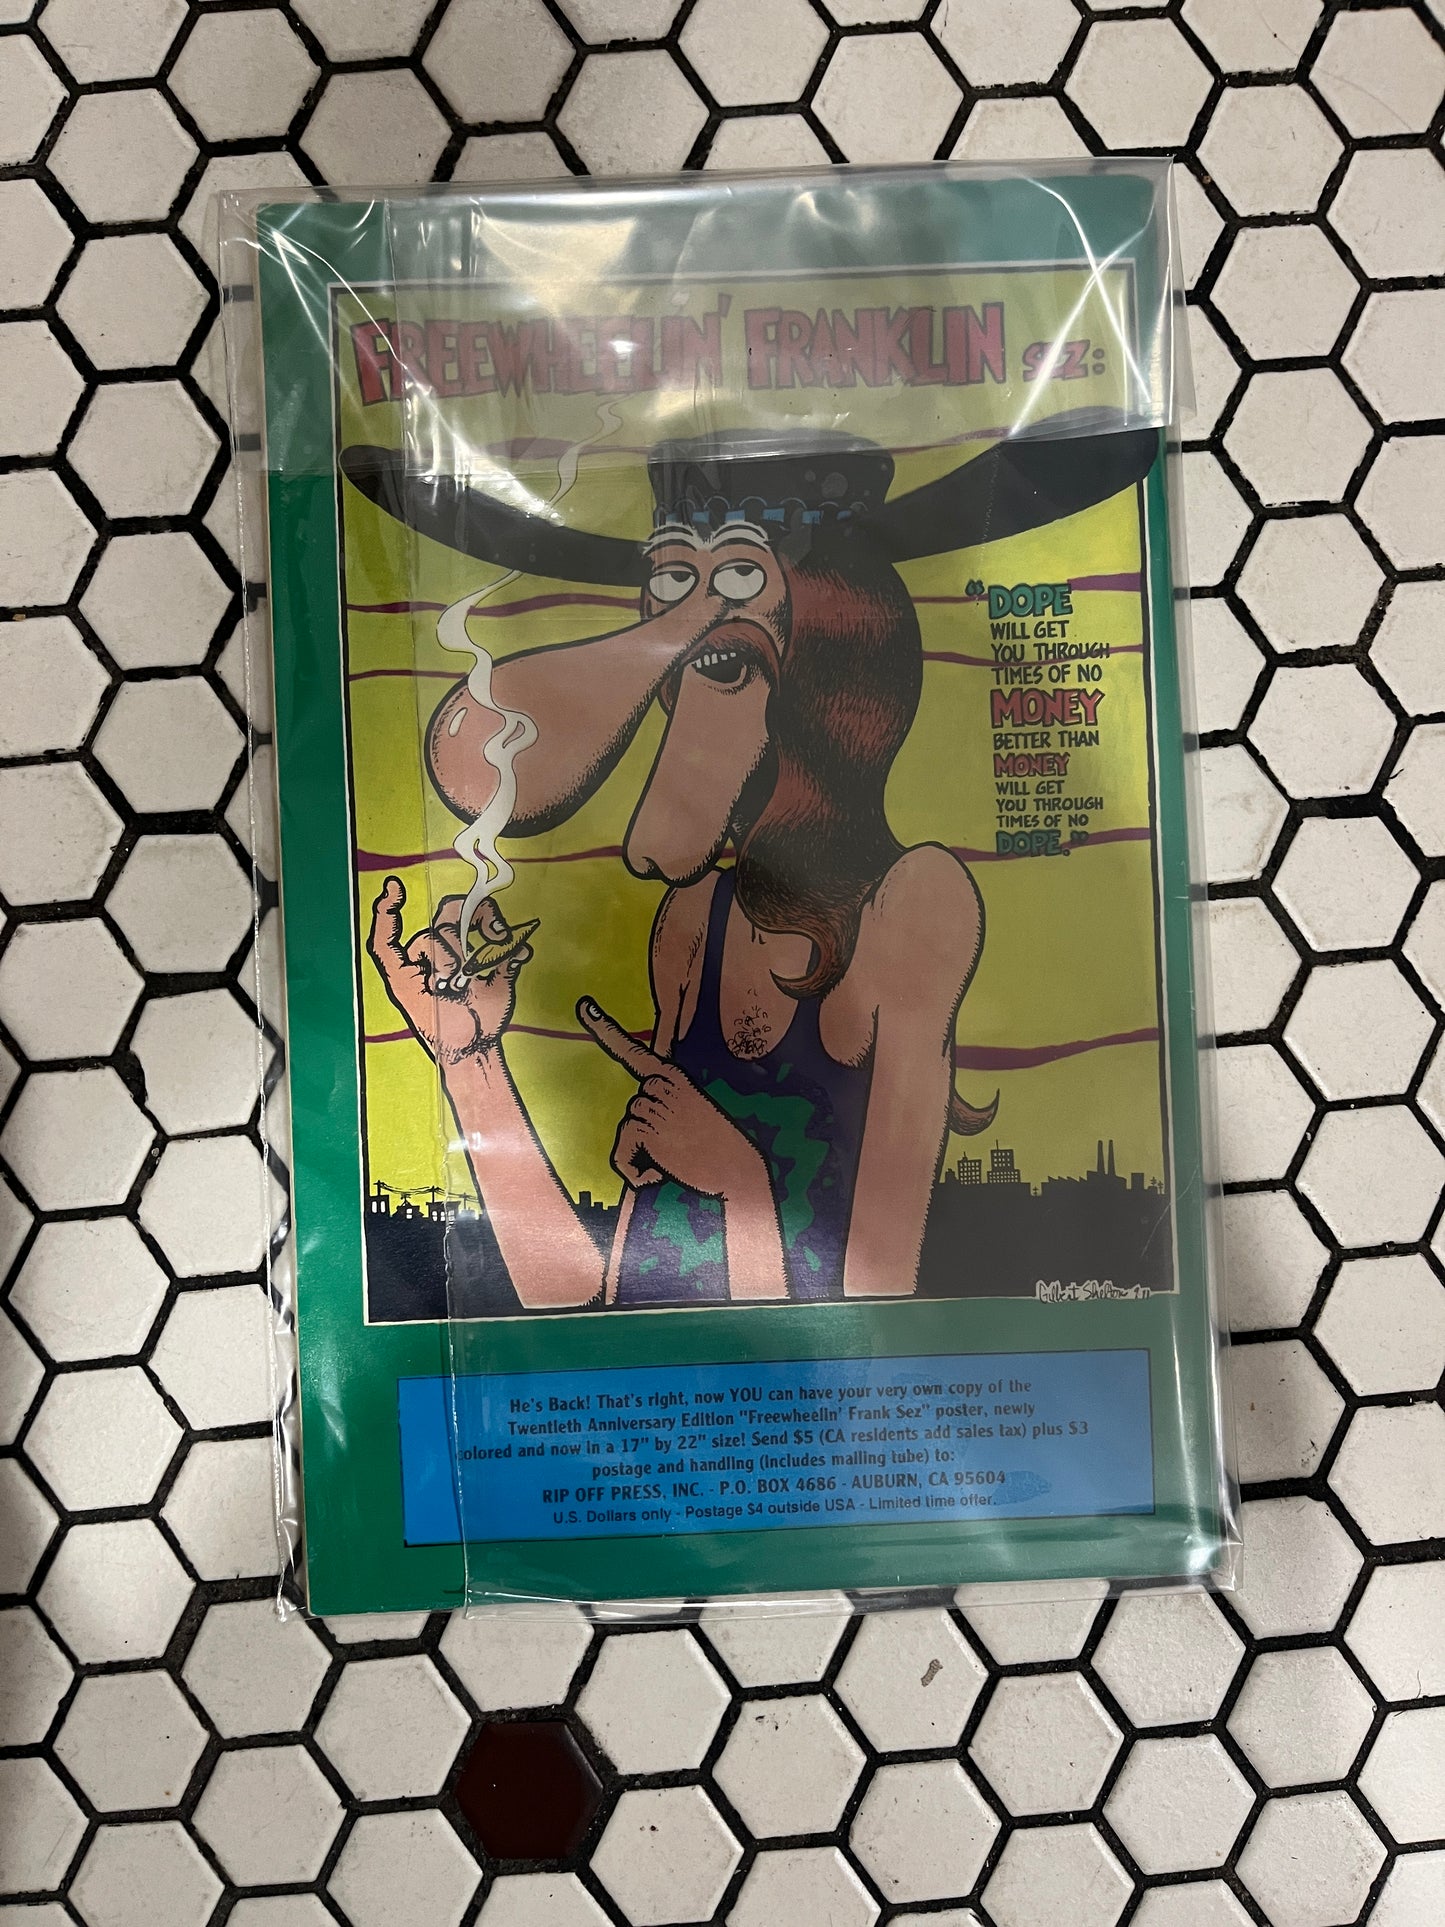 FREEWHEELIN' FRANKLIN SEZ:
"DOPE
WILL GET
YOU THROUGH
TIMES OF NO
MONEY
BETTER THAN
MONEY
WILL GET
YOU THROUGH
TIMES OF NO
DOPE."
Gilbert Shelton
He's Back! That's right, now YOU can have your very own copy of the
Twentieth Anniversary Edition "Freewheelin' Frank Sez" poster, newly
colored and now in a 17" by 22" size! Send $5 (CA residents add sales tax) plus $3
postage and handling (includes mailing tube) to:
RIP OFF PRESS, INC. - P.O. BOX 4686 - AUBURN, CA 95604
U.S. Dollars only - Postage $4 outside USA - Limited time offer.